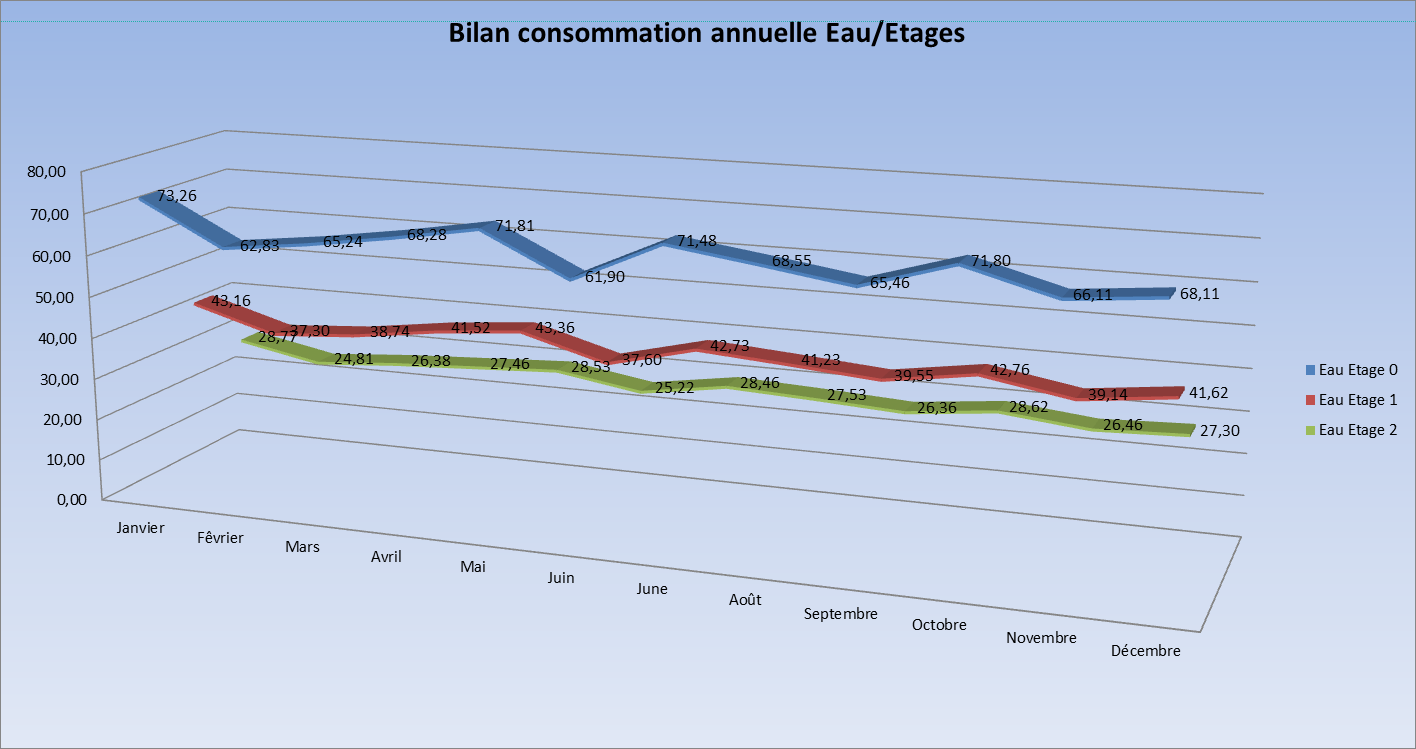 Bilan consommation annuelle Eau/Etages
80,00
70,00
60,00
50,00
40,00
30,00
20,00
10,00
0,00
73,26
62,83
65,24
68,28
71,81
61,90
71,48
68,55
65,46
71,80
66,11
68,11
43,16
37,30
38,74
41,52
43,36
37,60
42,73
41,23
39,55
42,76
39,14
41,62
28,77
24,81
26,38
27,46
28,53
25,22
28,46
27,53
26,36
28,62
26,46
27,30
Janvier
Fêvrier
Mars
Avril
Mai
Juin
June
Août
Septembre
Octobre
Novembre
Décembre
Eau Etage 0
Eau Etage 1
Eau Etage 2